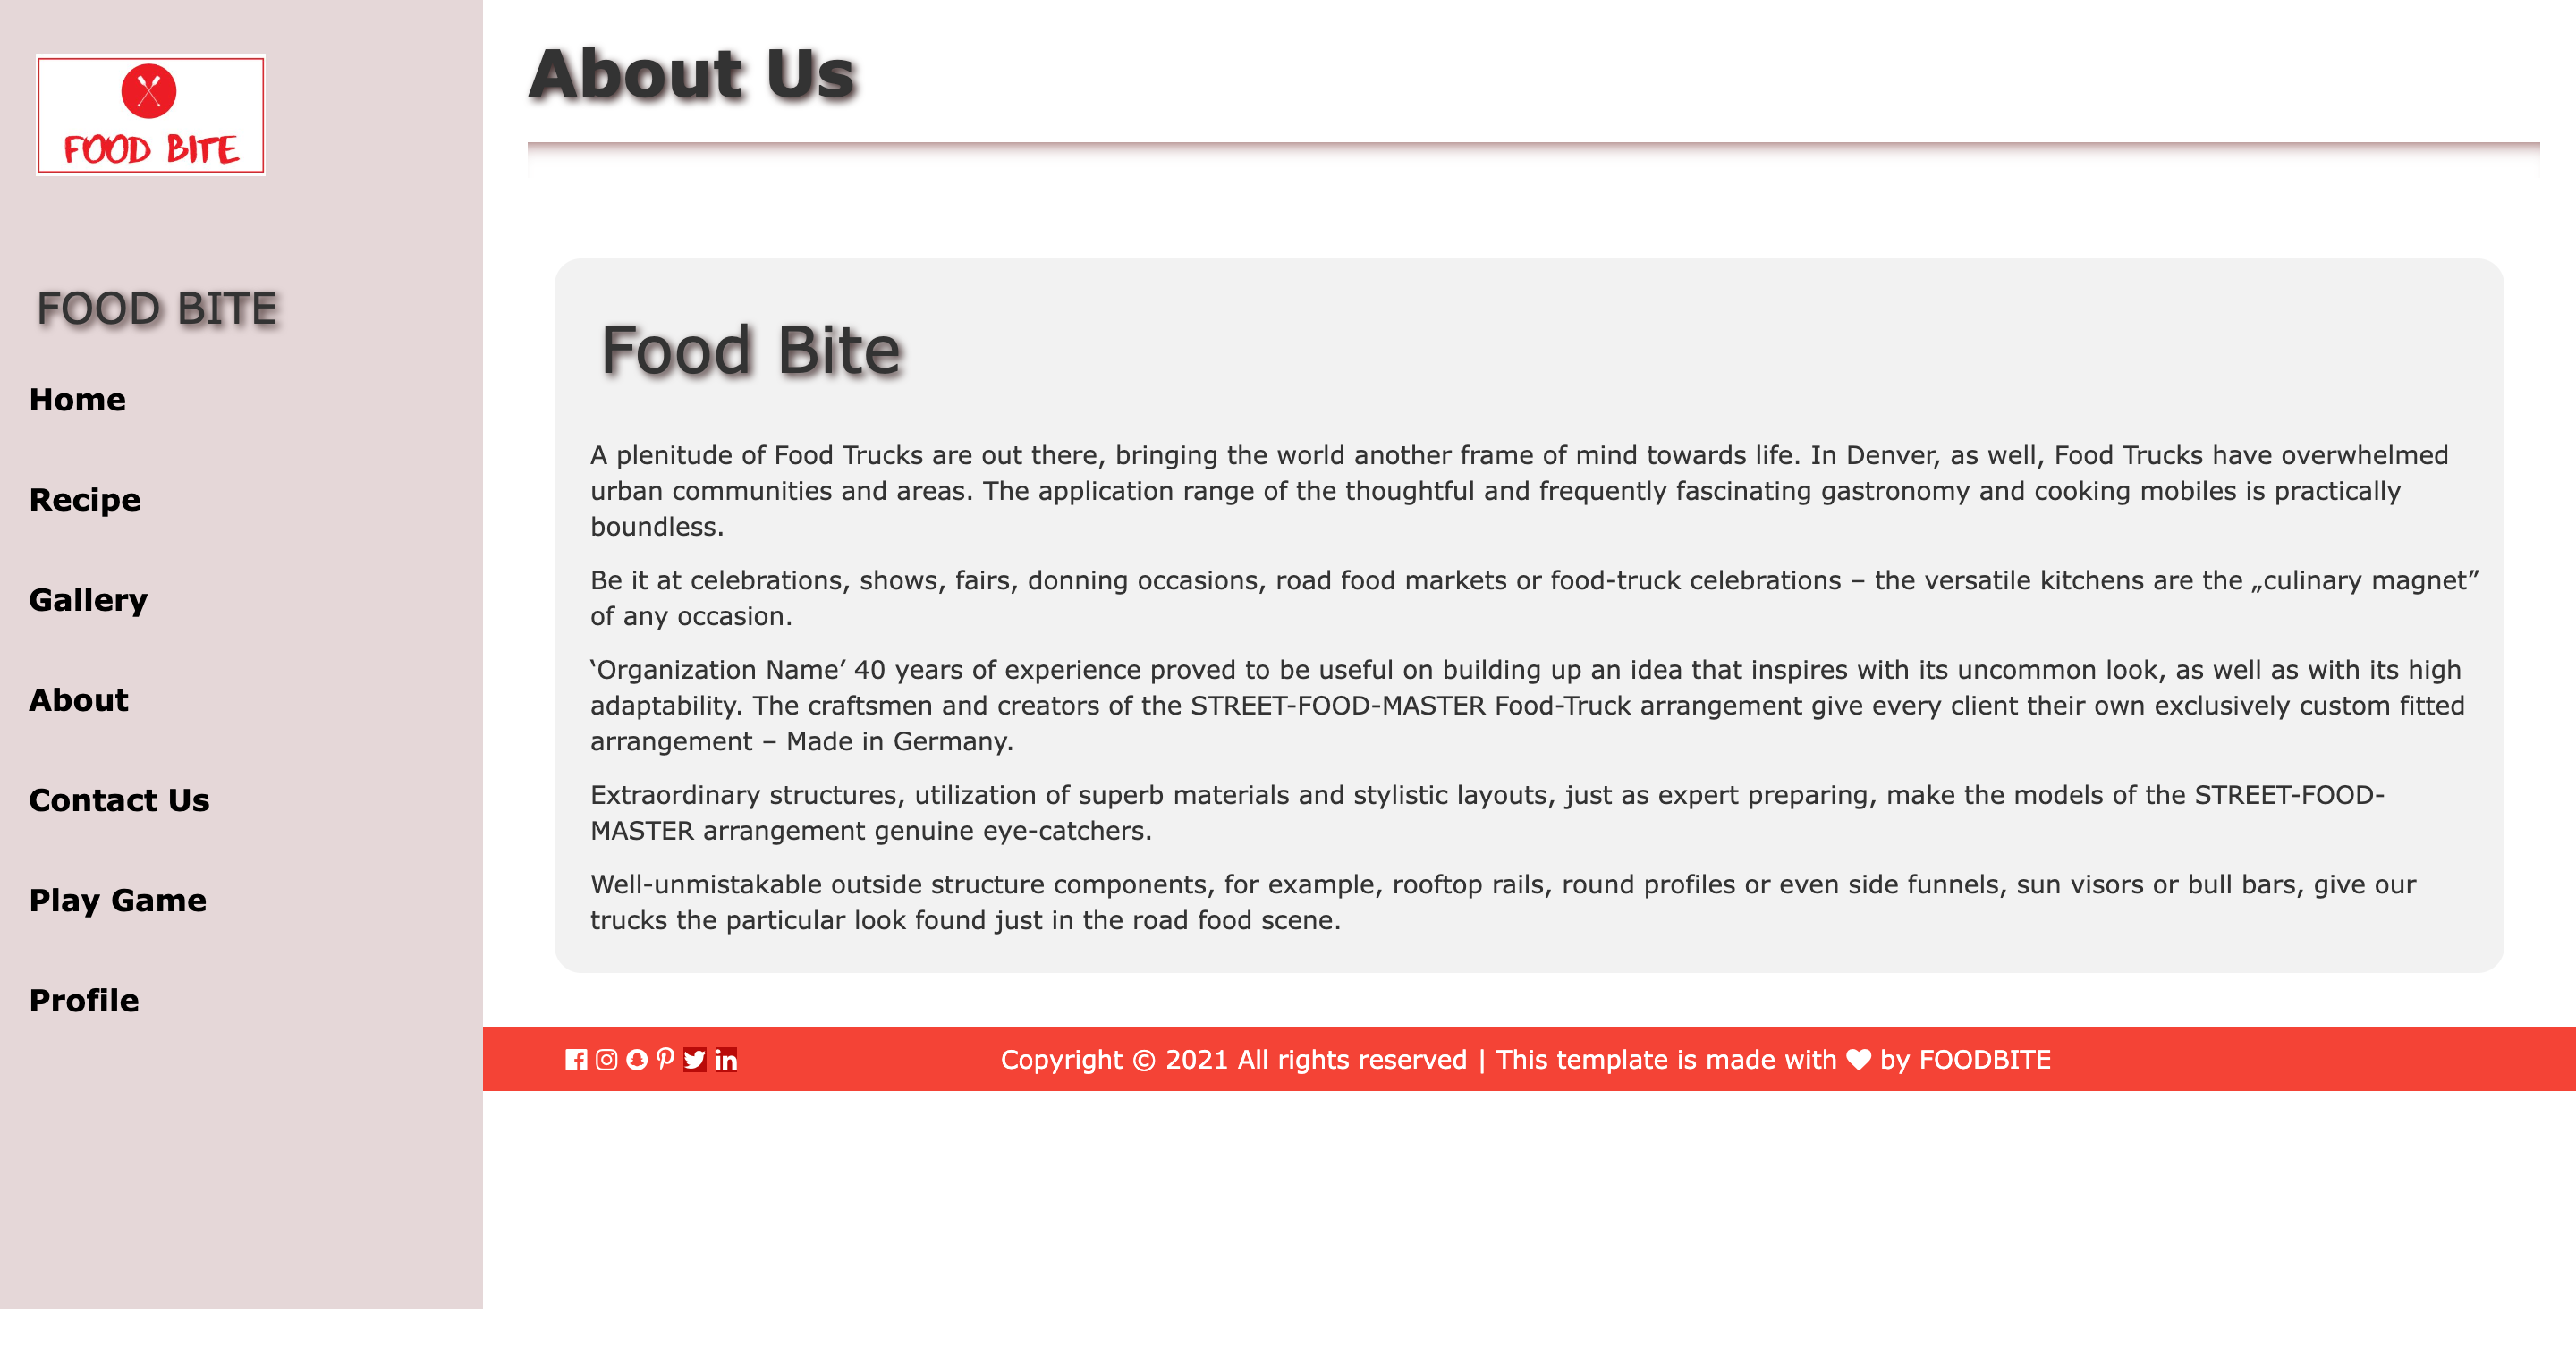 FOOD BITE
FOOD BITE
Home
Recipe
Gallery
About
Contact Us
Play Game
Profile
About Us
Food Bite
A plenitude of Food Trucks are out there, bringing the world another frame of mind towards life. In Denver, as well, Food Trucks have overwhelmed
urban communities and areas. The application range of the thoughtful and frequently fascinating gastronomy and cooking mobiles is practically
boundless.
Be it at celebrations, shows, fairs, donning occasions, road food markets or food-truck celebrations – the versatile kitchens are the „culinary magnet”
of any occasion.
‘Organization Name’ 40 years of experience proved to be useful on building up an idea that inspires with its uncommon look, as well as with its high
adaptability. The craftsmen and creators of the STREET-FOOD-MASTER Food-Truck arrangement give every client their own exclusively custom fitted
arrangement – Made in Germany.
Extraordinary structures, utilization of superb materials and stylistic layouts, just as expert preparing, make the models of the STREET-FOOD-
MASTER arrangement genuine eye-catchers.
Well-unmistakable outside structure components, for example, rooftop rails, round profiles or even side funnels, sun visors or bull bars, give our
trucks the particular look found just in the road food scene.
Copyright © 2021 All rights reserved | This template is made with ♥ by FOODBITE